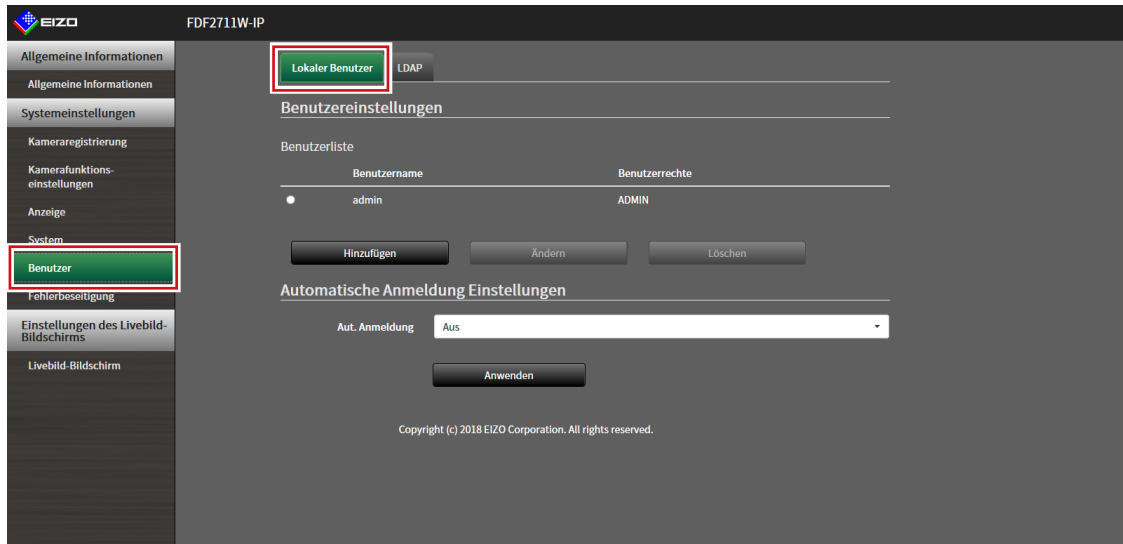 EIZO
FDF2711W-IP
Allgemeine Informationen
Allgemeine Informationen
Systemeinstellungen
Kameraregistrierung
Kamerafunktions-
einstellungen
Anzeige
System
Benutzer
Fehlerbeseitigung
Einstellungen des Livebild-
Bildschirms
Livebild-Bildschirm
Lokaler Benutzer LDAP
Benutzereinstellungen
Benutzerliste
Benutzername Benutzerrechte
admin ADMIN
Hinzufügen Ändern Löschen
Automatische Anmeldung Einstellungen
Aut. Anmeldung Aus
Anwenden
Copyright (c) 2018 EIZO Corporation. All rights reserved.